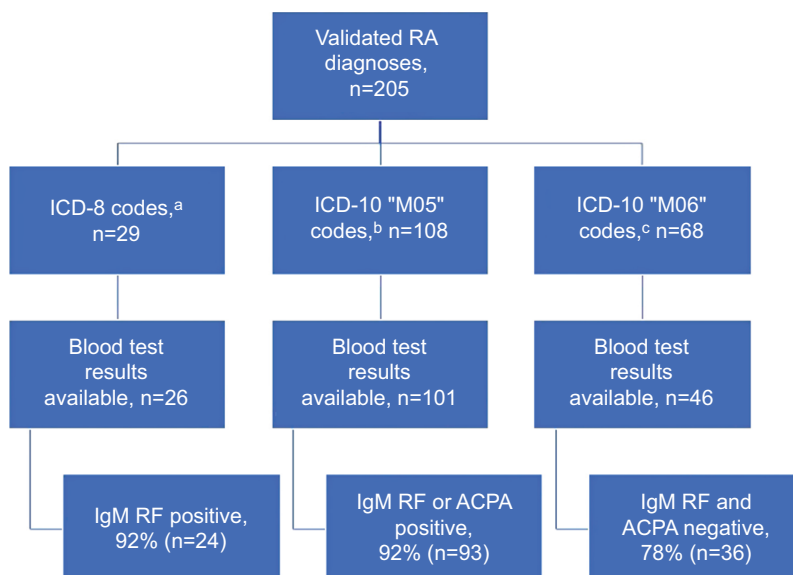 Validated RA
diagnoses,
n=205
ICD-8 codes,ᵃ
n=29
ICD-10 "M05"
codes,ᵇ n=108
ICD-10 "M06"
codes,ᶜ n=68
Blood test
results
available, n=26
Blood test
results
available, n=101
Blood test
results
available, n=46
IgM RF positive,
92% (n=24)
IgM RF or ACPA
positive,
92% (n=93)
IgM RF and
ACPA negative,
78% (n=36)